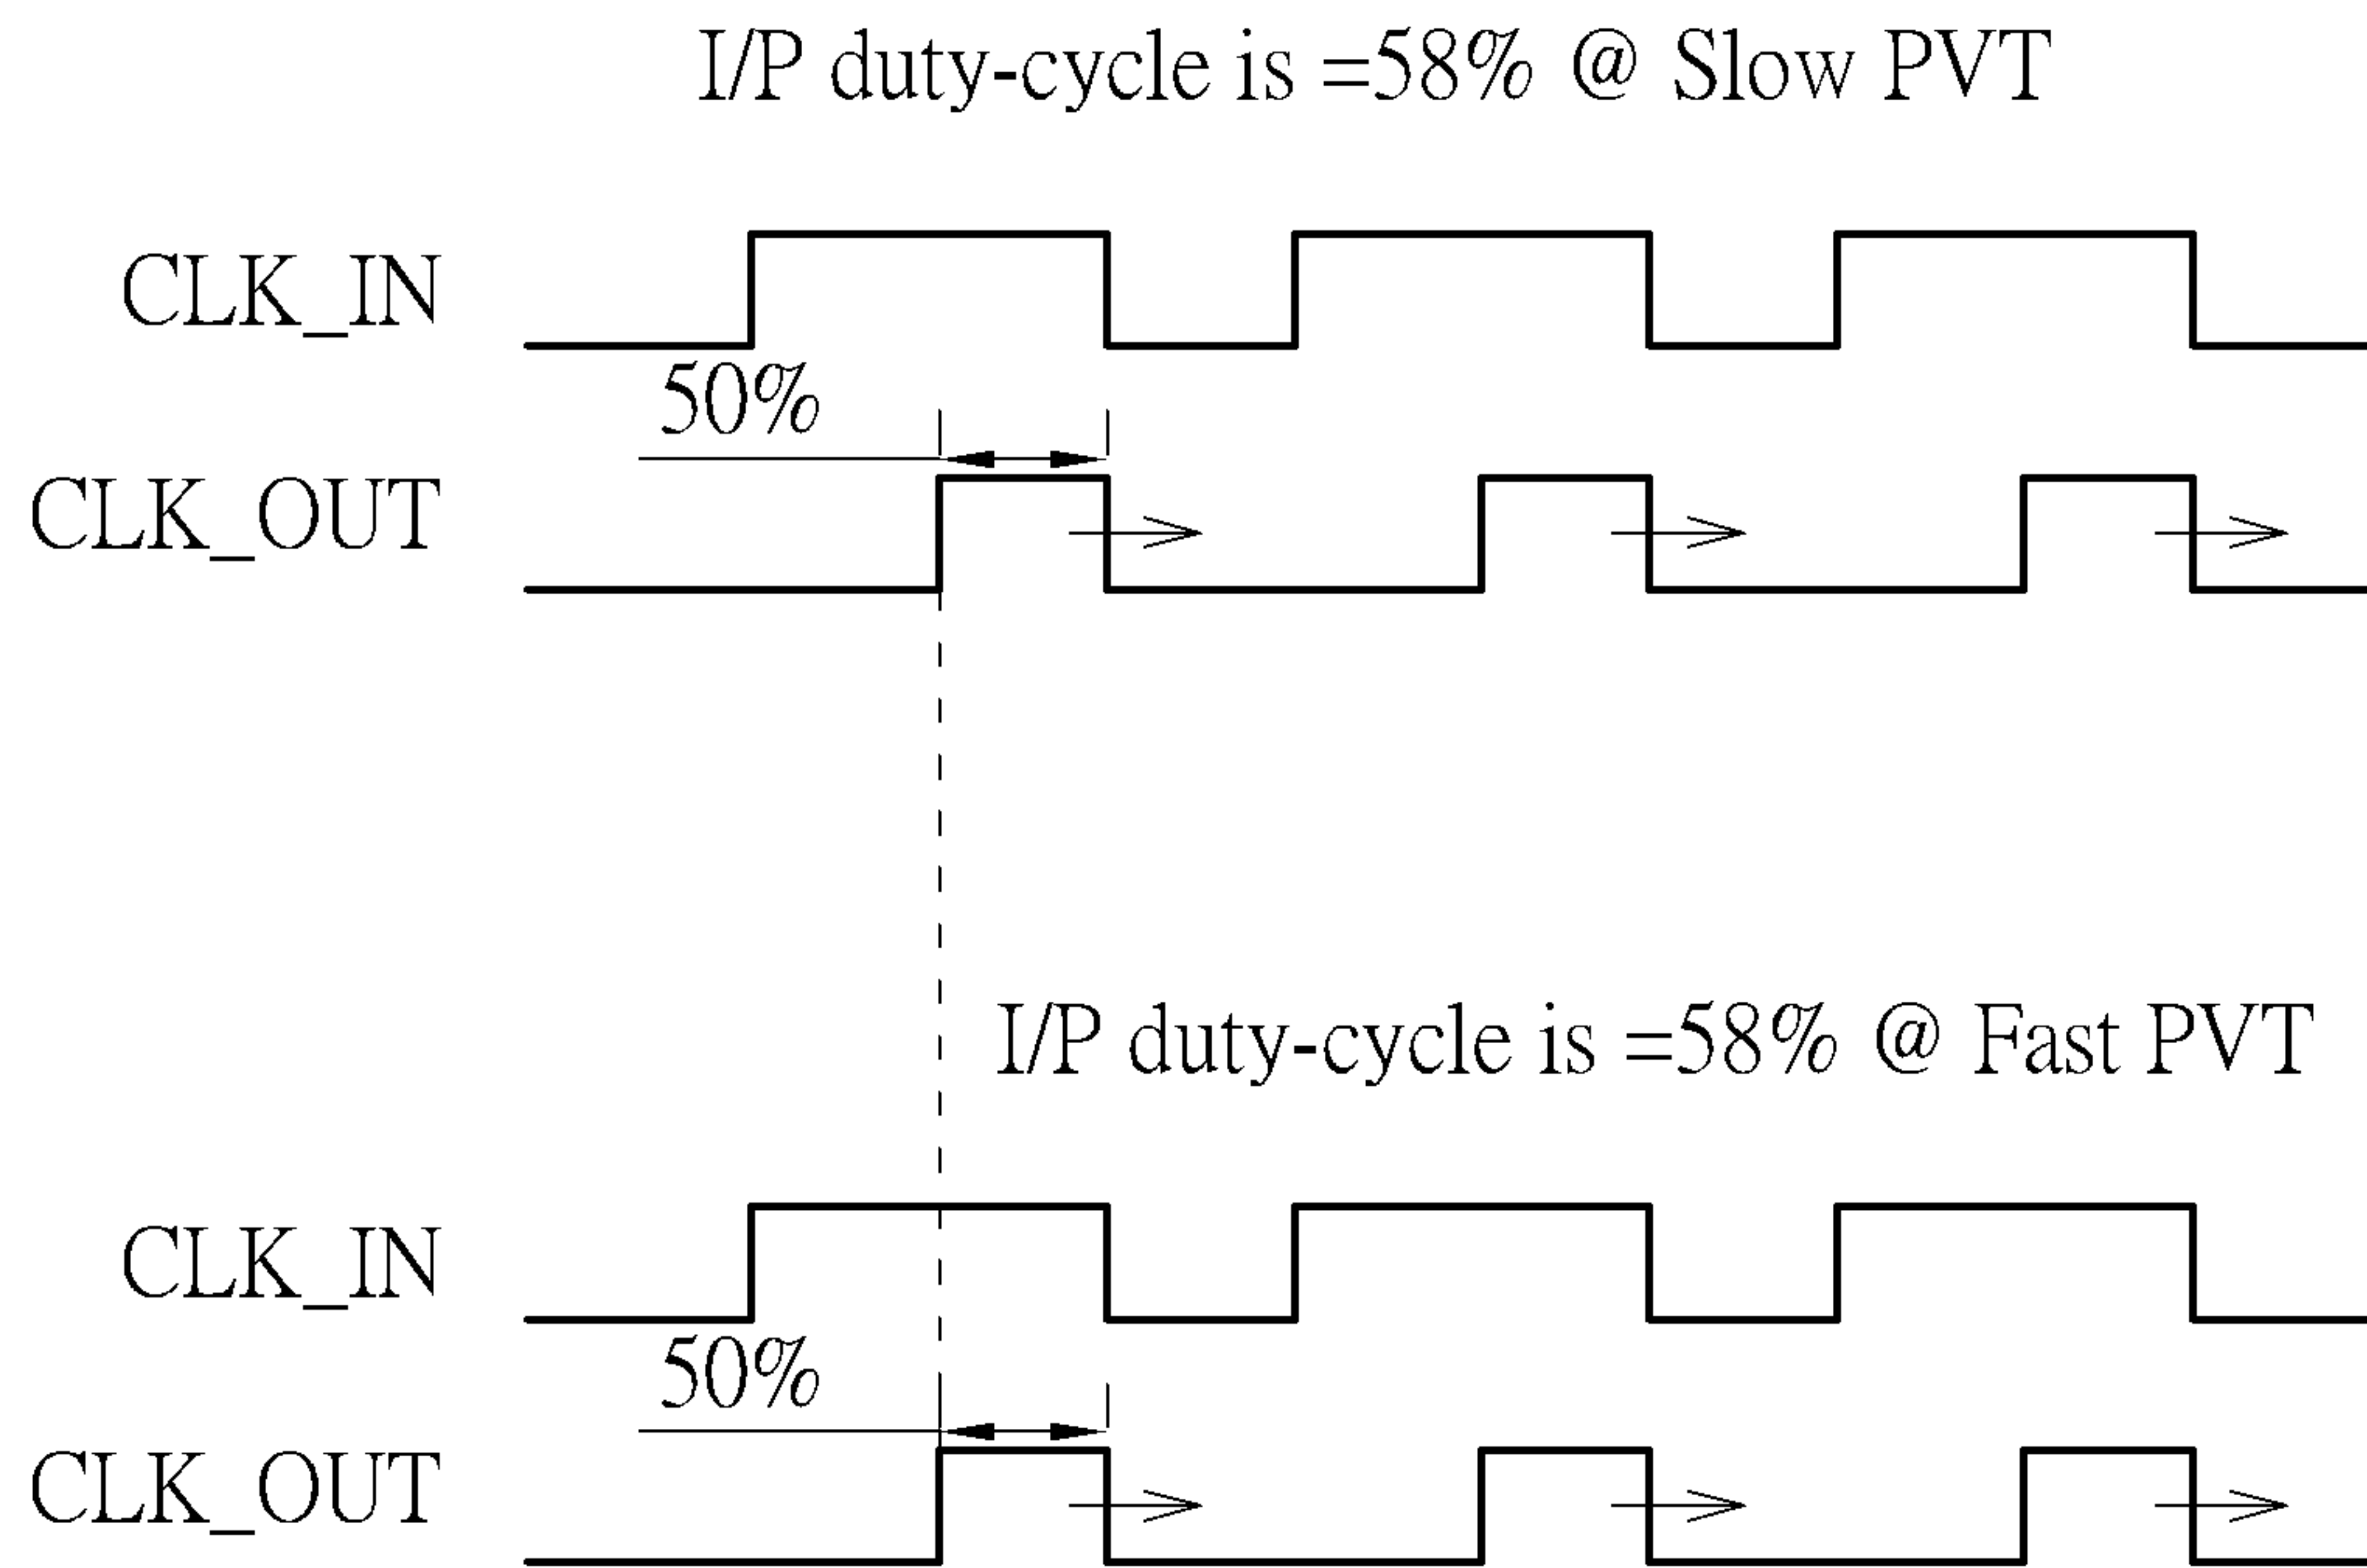 I/P duty-cycle is =58% @ Slow PVT
CLK_IN
50%
CLK_OUT
I/P duty-cycle is =58% @ Fast PVT
CLK_IN
50%
CLK_OUT